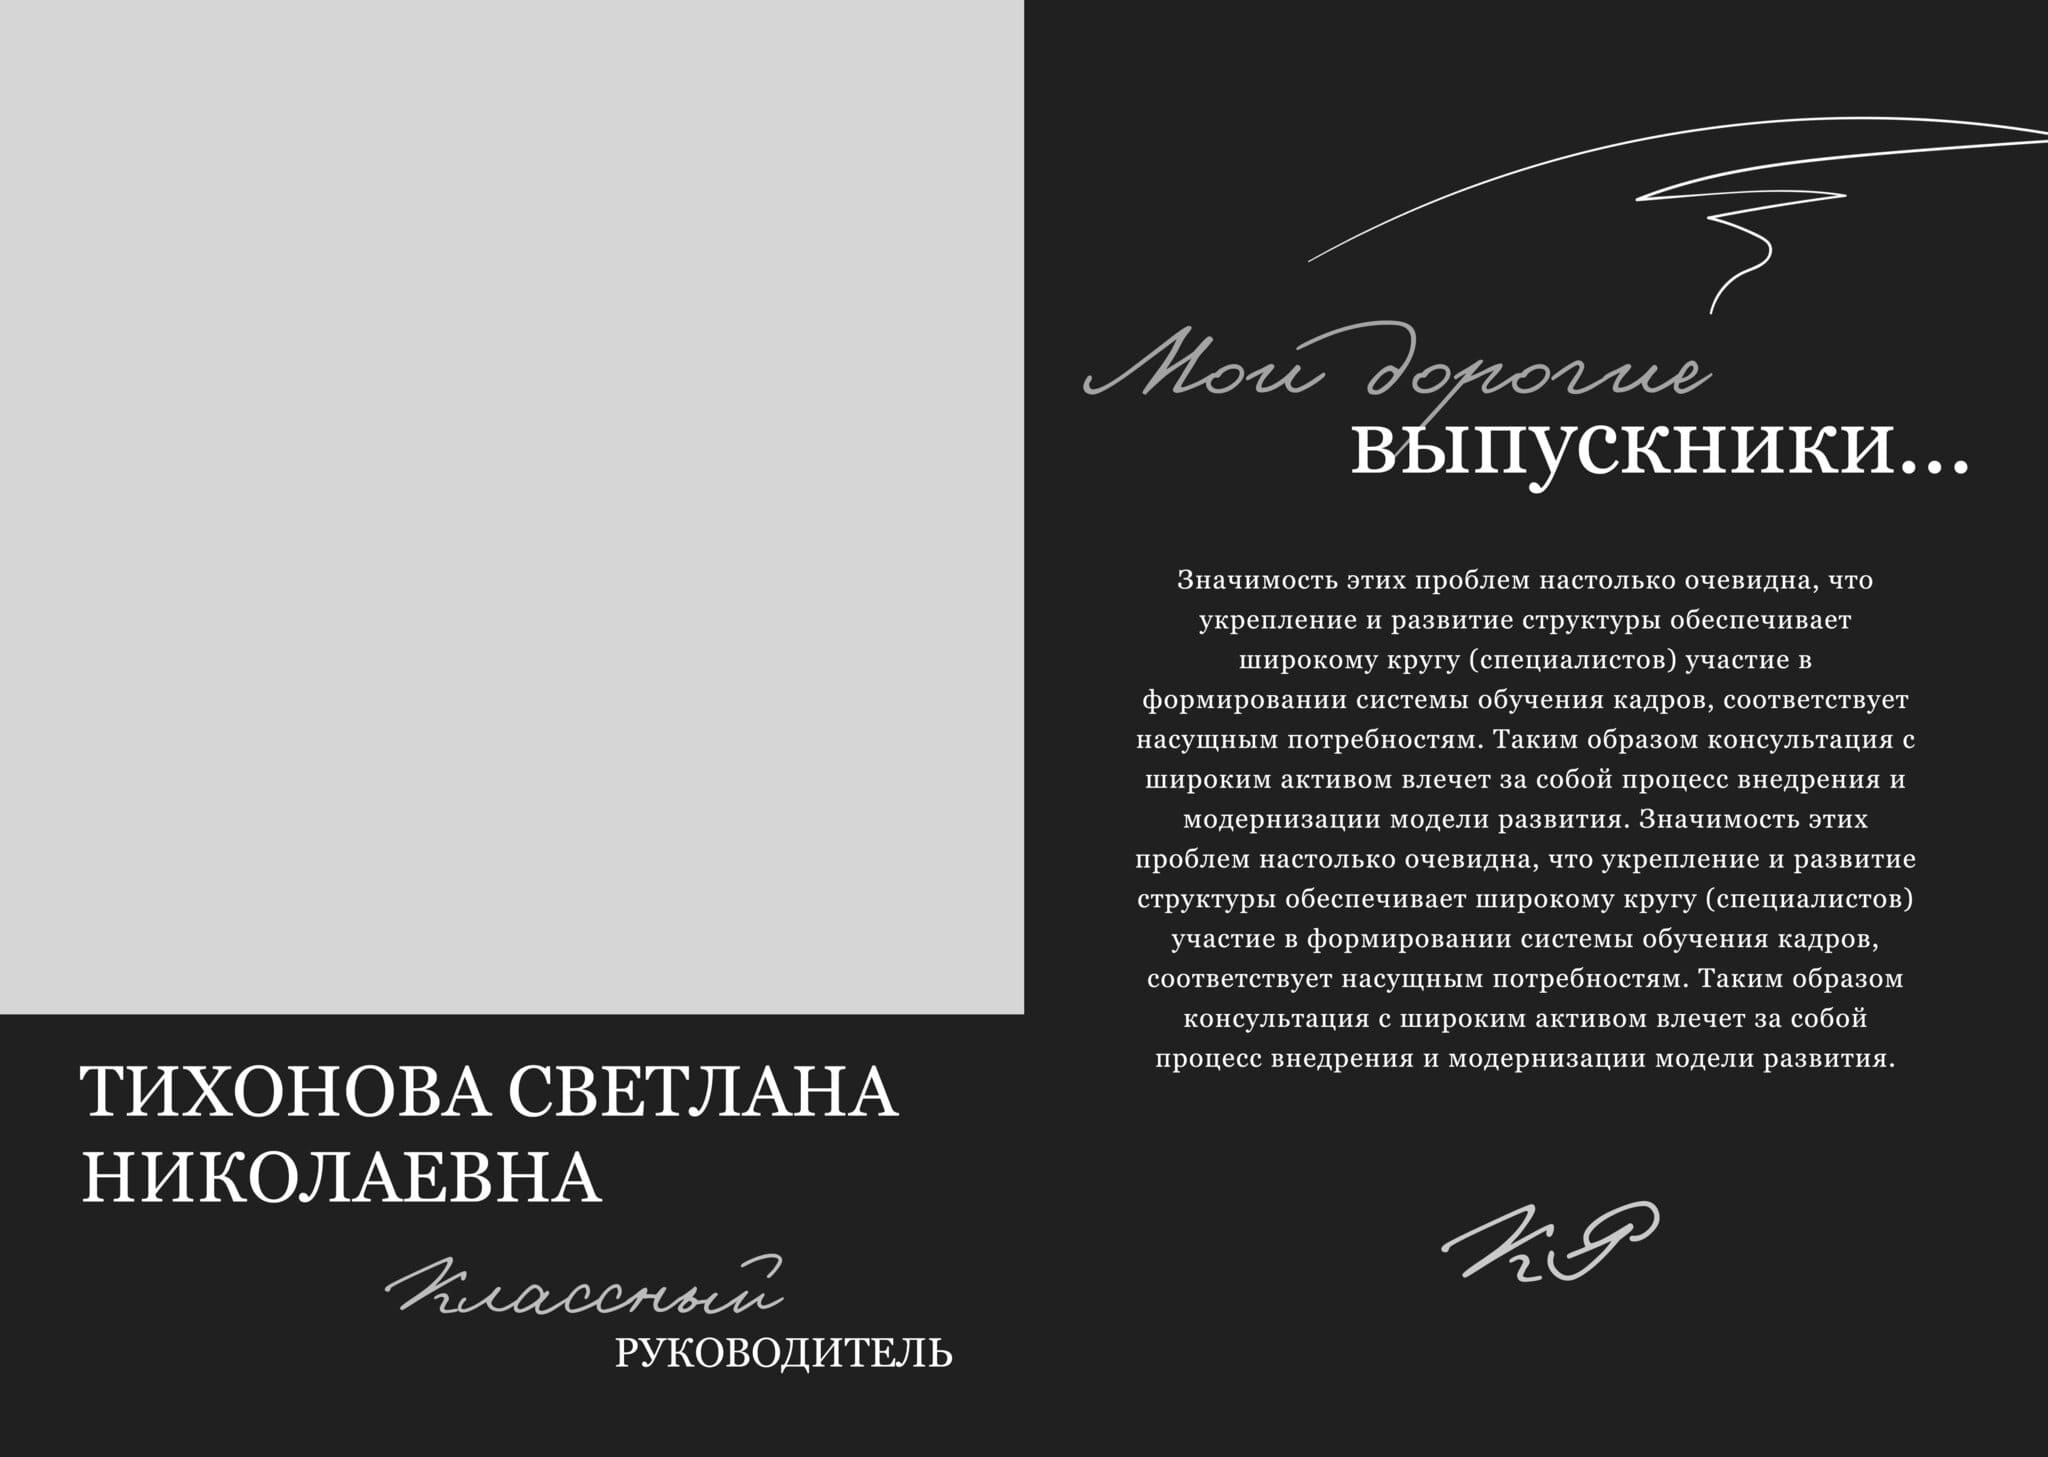 ТИХОНОВА СВЕТЛАНА
НИКОЛАЕВНА
Классный
РУКОВОДИТЕЛЬ
Мои дорогие
выпускники...
Значимость этих проблем настолько очевидна, что
укрепление и развитие структуры обеспечивает
широкому кругу (специалистов) участие в
формировании системы обучения кадров, соответствует
насущным потребностям. Таким образом консультация с
широким активом влечет за собой процесс внедрения и
модернизации модели развития. Значимость этих
проблем настолько очевидна, что укрепление и развитие
структуры обеспечивает широкому кругу (специалистов)
участие в формировании системы обучения кадров,
соответствует насущным потребностям. Таким образом
консультация с широким активом влечет за собой
процесс внедрения и модернизации модели развития.
КР